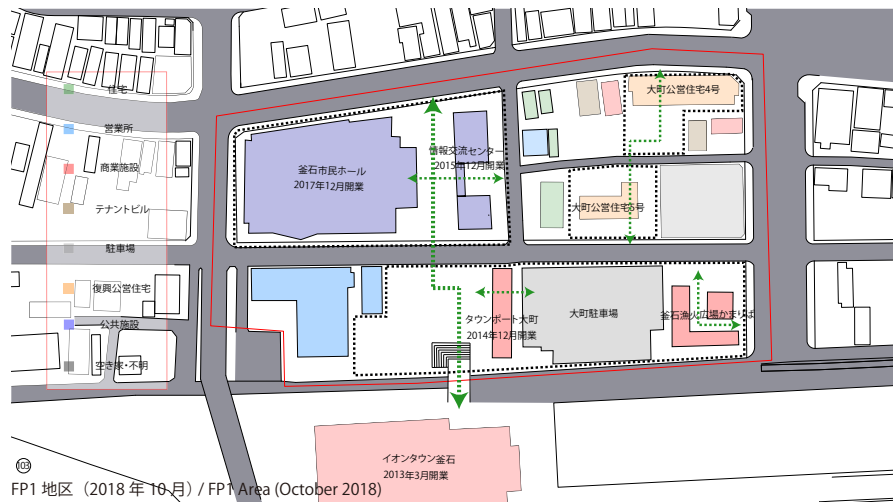 住宅
営業所
商業施設
テナントビル
駐車場
復興公営住宅
公共施設
空き家・不明
釜石市民ホール
2017年12月開業
情報交流センター
2015年12月開業
大町公営住宅4号
大町公営住宅5号
タウンポート大町
2014年12月開業
大町駐車場
釜石漁火広場かまりば
イオンタウン釜石
2013年3月開業
103
FP1 地区（2018 年 10 月）/ FP1 Area (October 2018)